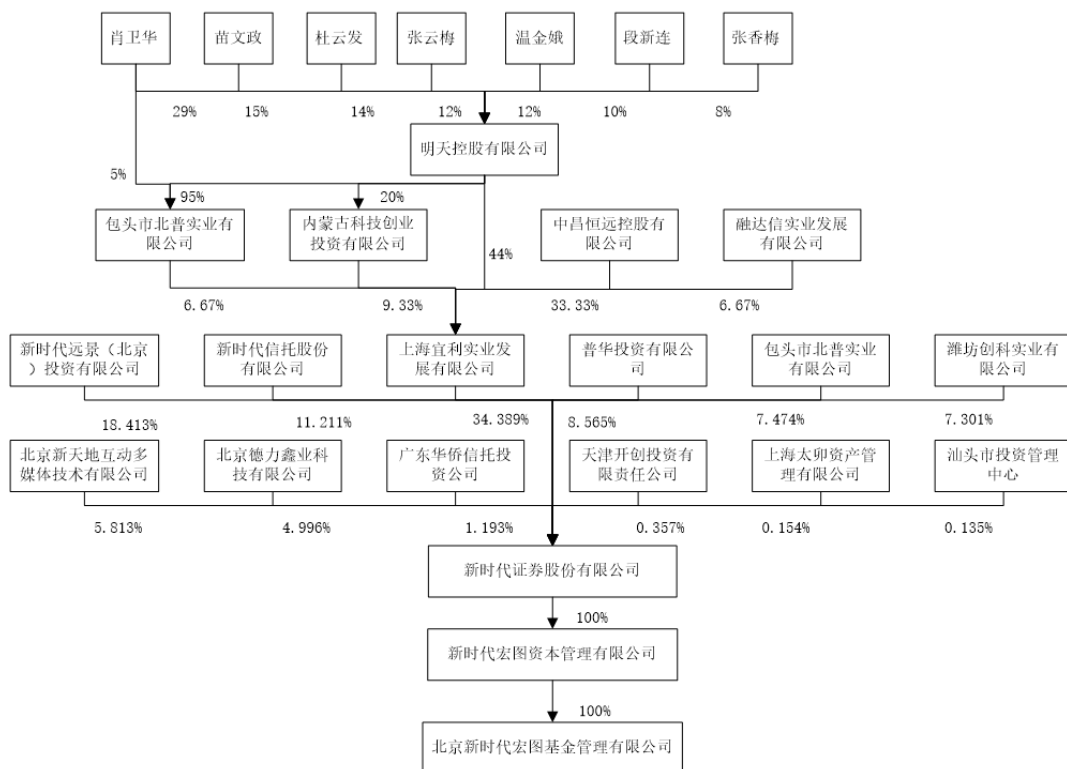 肖卫华
苗文政
杜云发
张云梅
温金娥
段新连
张香梅
29%
15%
14%
12%
12%
10%
8%
明天控股有限公司
5%
95%
20%
包头市北普实业有
限公司
内蒙古科技创业
投资有限公司
中昌恒远控股有
限公司
融达信实业发展
有限公司
44%
6.67%
9.33%
33.33%
6.67%
新时代远景（北京
）投资有限公司
新时代信托股份
有限公司
上海宜利实业发
展有限公司
普华投资有限公
司
包头市北普实业
有限公司
潍坊创科实业有
限公司
18.413%
11.211%
34.389%
8.565%
7.474%
7.301%
北京新天地互动多
媒体技术有限公司
北京德力鑫业科
技有限公司
广东华侨信托投
资公司
天津开创投资有
限责任公司
上海太卯资产管
理有限公司
汕头市投资管理
中心
5.813%
4.996%
1.193%
0.357%
0.154%
0.135%
新时代证券股份有限公司
100%
新时代宏图资本管理有限公司
100%
北京新时代宏图基金管理有限公司